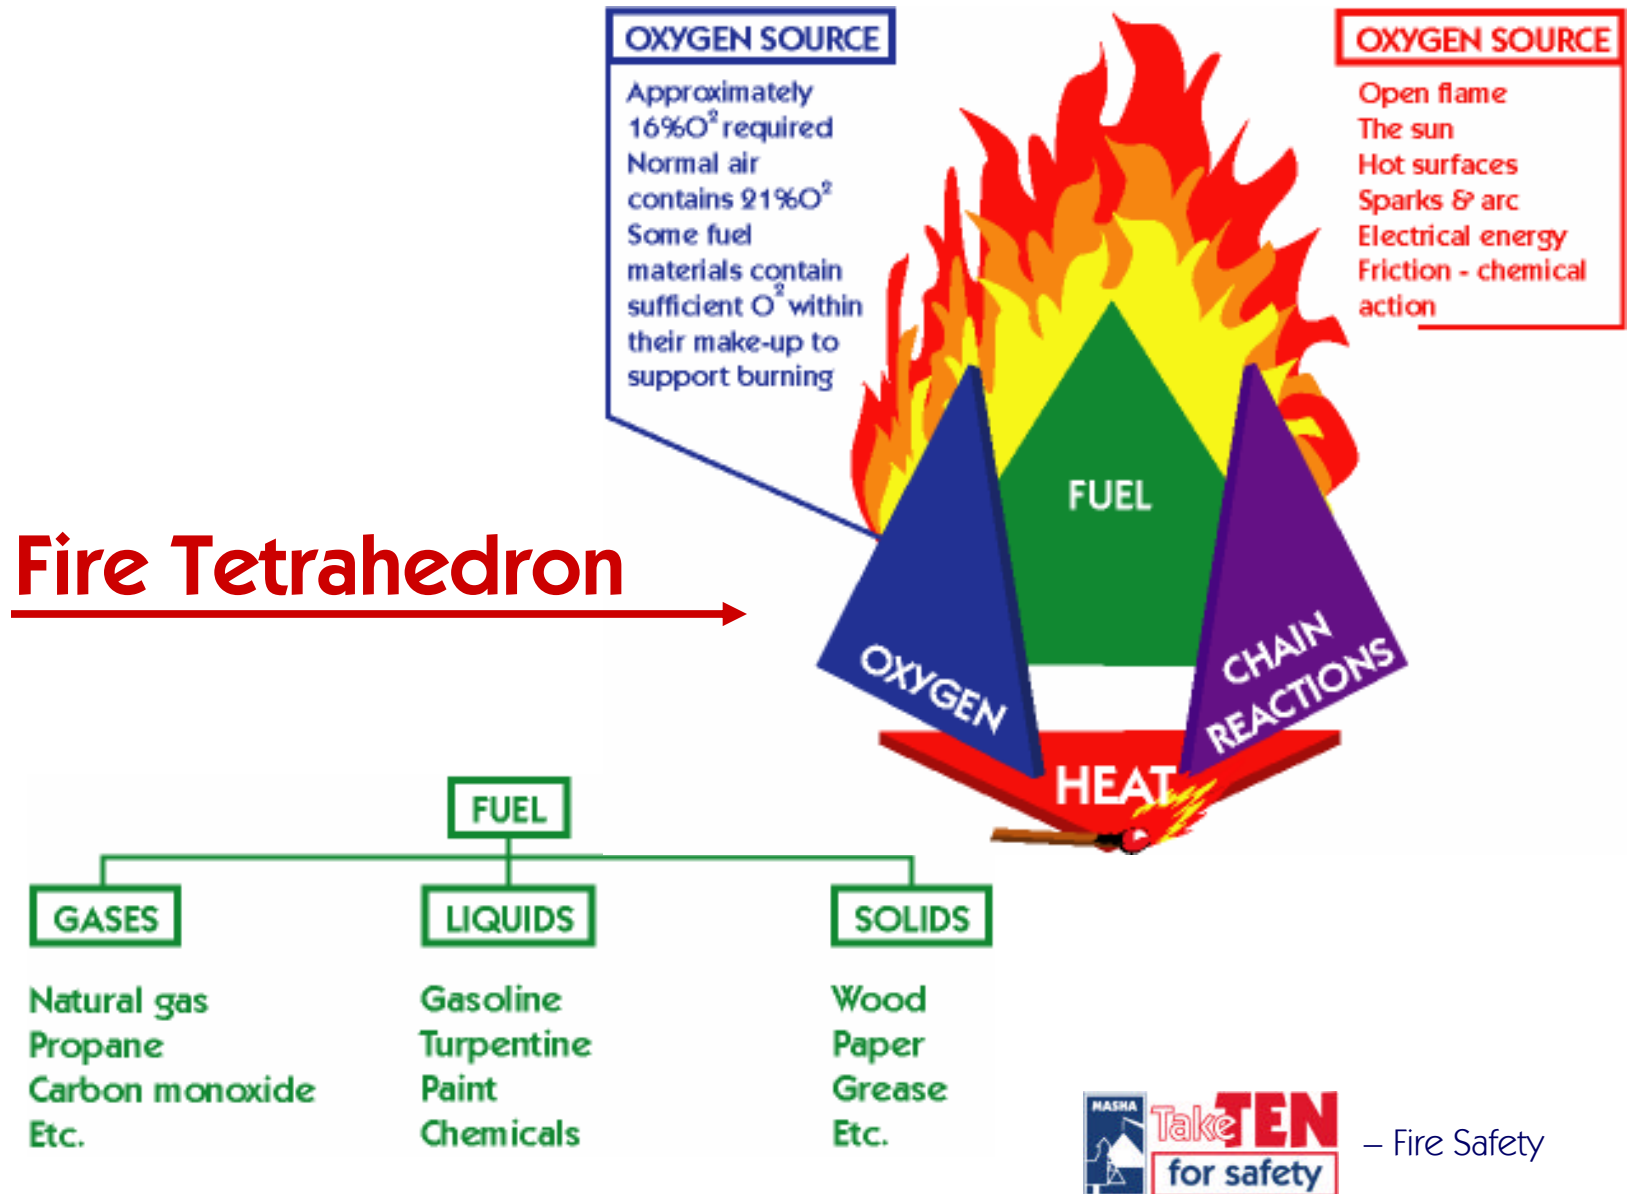 OXYGEN SOURCE
Approximately
16%O² required
Normal air
contains 21%O²
Some fuel
materials contain
sufficient O² within
their make-up to
support burning
OXYGEN SOURCE
Open flame
The sun
Hot surfaces
Sparks & arc
Electrical energy
Friction - chemical
action
FUEL
OXYGEN
CHAIN
REACTIONS
HEAT
Fire Tetrahedron
FUEL
GASES
Natural gas
Propane
Carbon monoxide
Etc.
LIQUIDS
Gasoline
Turpentine
Paint
Chemicals
SOLIDS
Wood
Paper
Grease
Etc.
MASHA
Take TEN
for safety
– Fire Safety